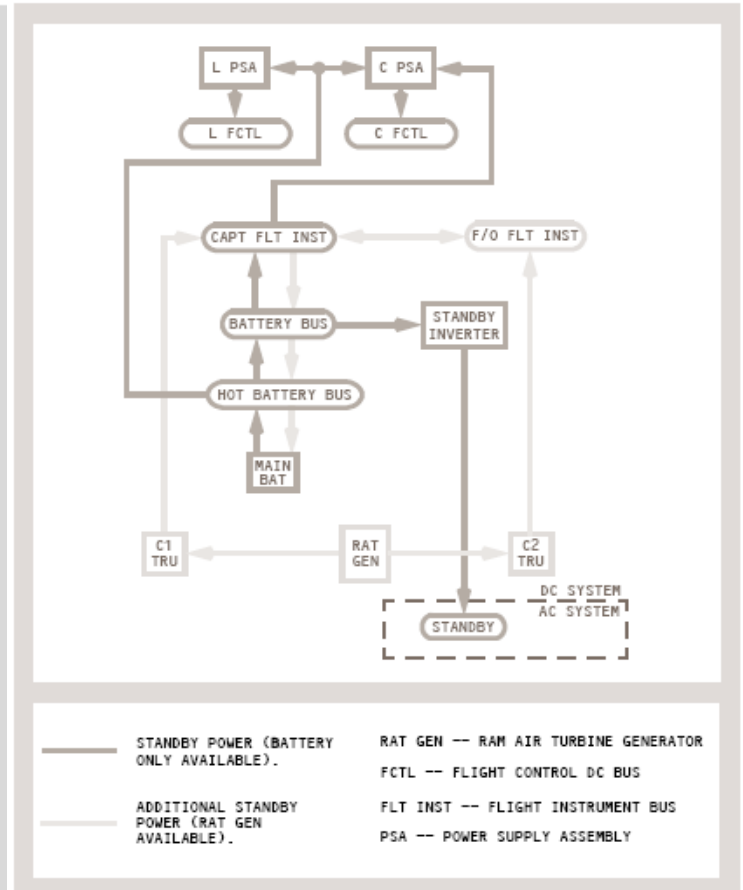 L PSA
C PSA
L FCTL
C FCTL
CAPT FLT INST
F/O FLT INST
BATTERY BUS
STANDBY
INVERTER
HOT BATTERY BUS
MAIN
BAT
C1
TRU
RAT
GEN
C2
TRU
DC SYSTEM
AC SYSTEM
STANDBY
STANDBY POWER (BATTERY
ONLY AVAILABLE).
ADDITIONAL STANDBY
POWER (RAT GEN
AVAILABLE).
RAT GEN -- RAM AIR TURBINE GENERATOR
FCTL -- FLIGHT CONTROL DC BUS
FLT INST -- FLIGHT INSTRUMENT BUS
PSA -- POWER SUPPLY ASSEMBLY